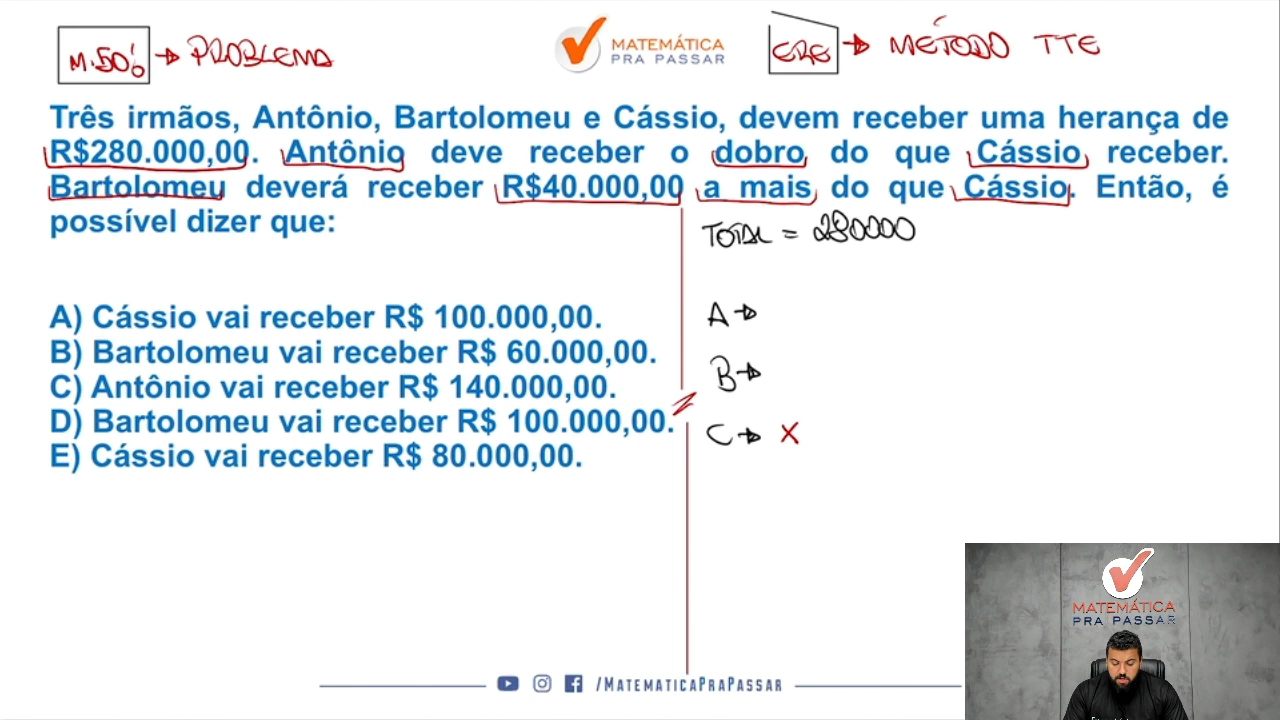 M.50% → PROBLEMA
MATEMÁTICA
PRA PASSAR
→ MÉTODO TTE
Três irmãos, Antônio, Bartolomeu e Cássio, devem receber uma herança de
R$280.000,00. Antônio deve receber o dobro do que Cássio receber.
Bartolomeu deverá receber R$40.000,00 a mais do que Cássio. Então, é
possível dizer que:
TOTAL = 280000
A) Cássio vai receber R$ 100.000,00.
B) Bartolomeu vai receber R$ 60.000,00.
C) Antônio vai receber R$ 140.000,00.
D) Bartolomeu vai receber R$ 100.000,00.
E) Cássio vai receber R$ 80.000,00.
A →
B →
C → X
MATEMÁTICA
PRA PASSAR
/MATEMATICAPRAPASSAR